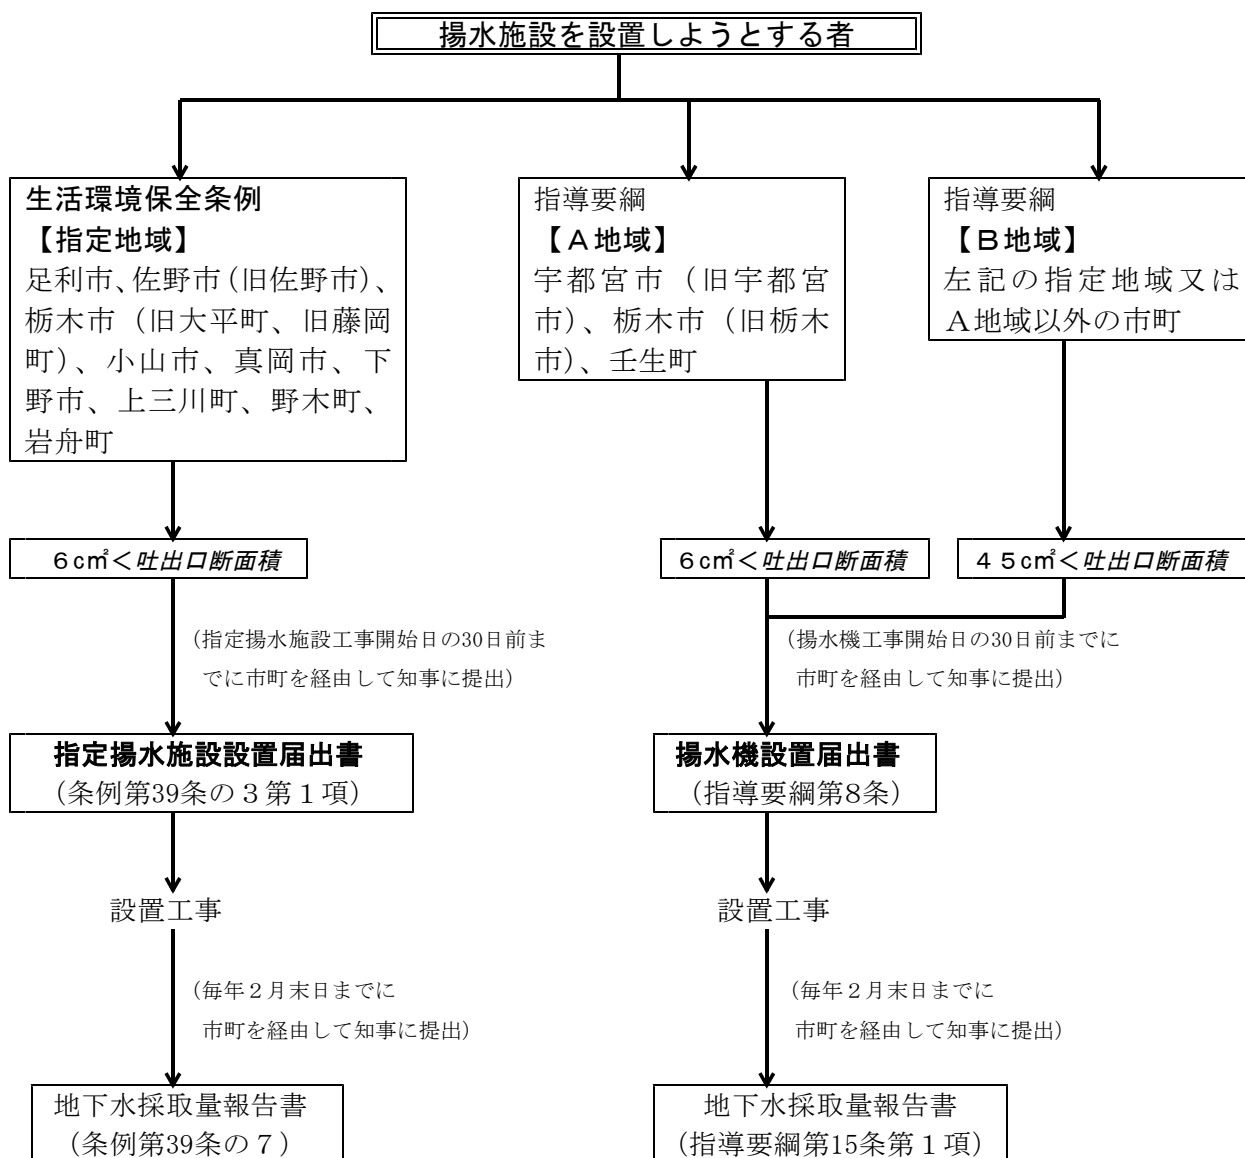 揚水施設を設置しようとする者
生活環境保全条例
【指定地域】
足利市、佐野市(旧佐野市)、
栃木市(旧大平町、旧藤岡
町)、小山市、真岡市、下
野市、上三川町、野木町、
岩舟町
指導要綱
【A地域】
宇都宮市(旧宇都宮
市)、栃木市(旧栃木
市)、壬生町
指導要綱
【B地域】
左記の指定地域又は
A地域以外の市町
6c㎡<吐出口断面積
6c㎡<吐出口断面積
45c㎡<吐出口断面積
(指定揚水施設工事開始日の30日前ま
でに市町を経由して知事に提出)
(揚水機工事開始日の30日前までに
市町を経由して知事に提出)
指定揚水施設設置届出書
(条例第39条の3第1項)
揚水機設置届出書
(指導要綱第8条)
設置工事
設置工事
(毎年2月末日までに
市町を経由して知事に提出)
(毎年2月末日までに
市町を経由して知事に提出)
地下水採取量報告書
(条例第39条の7)
地下水採取量報告書
(指導要綱第15条第1項)